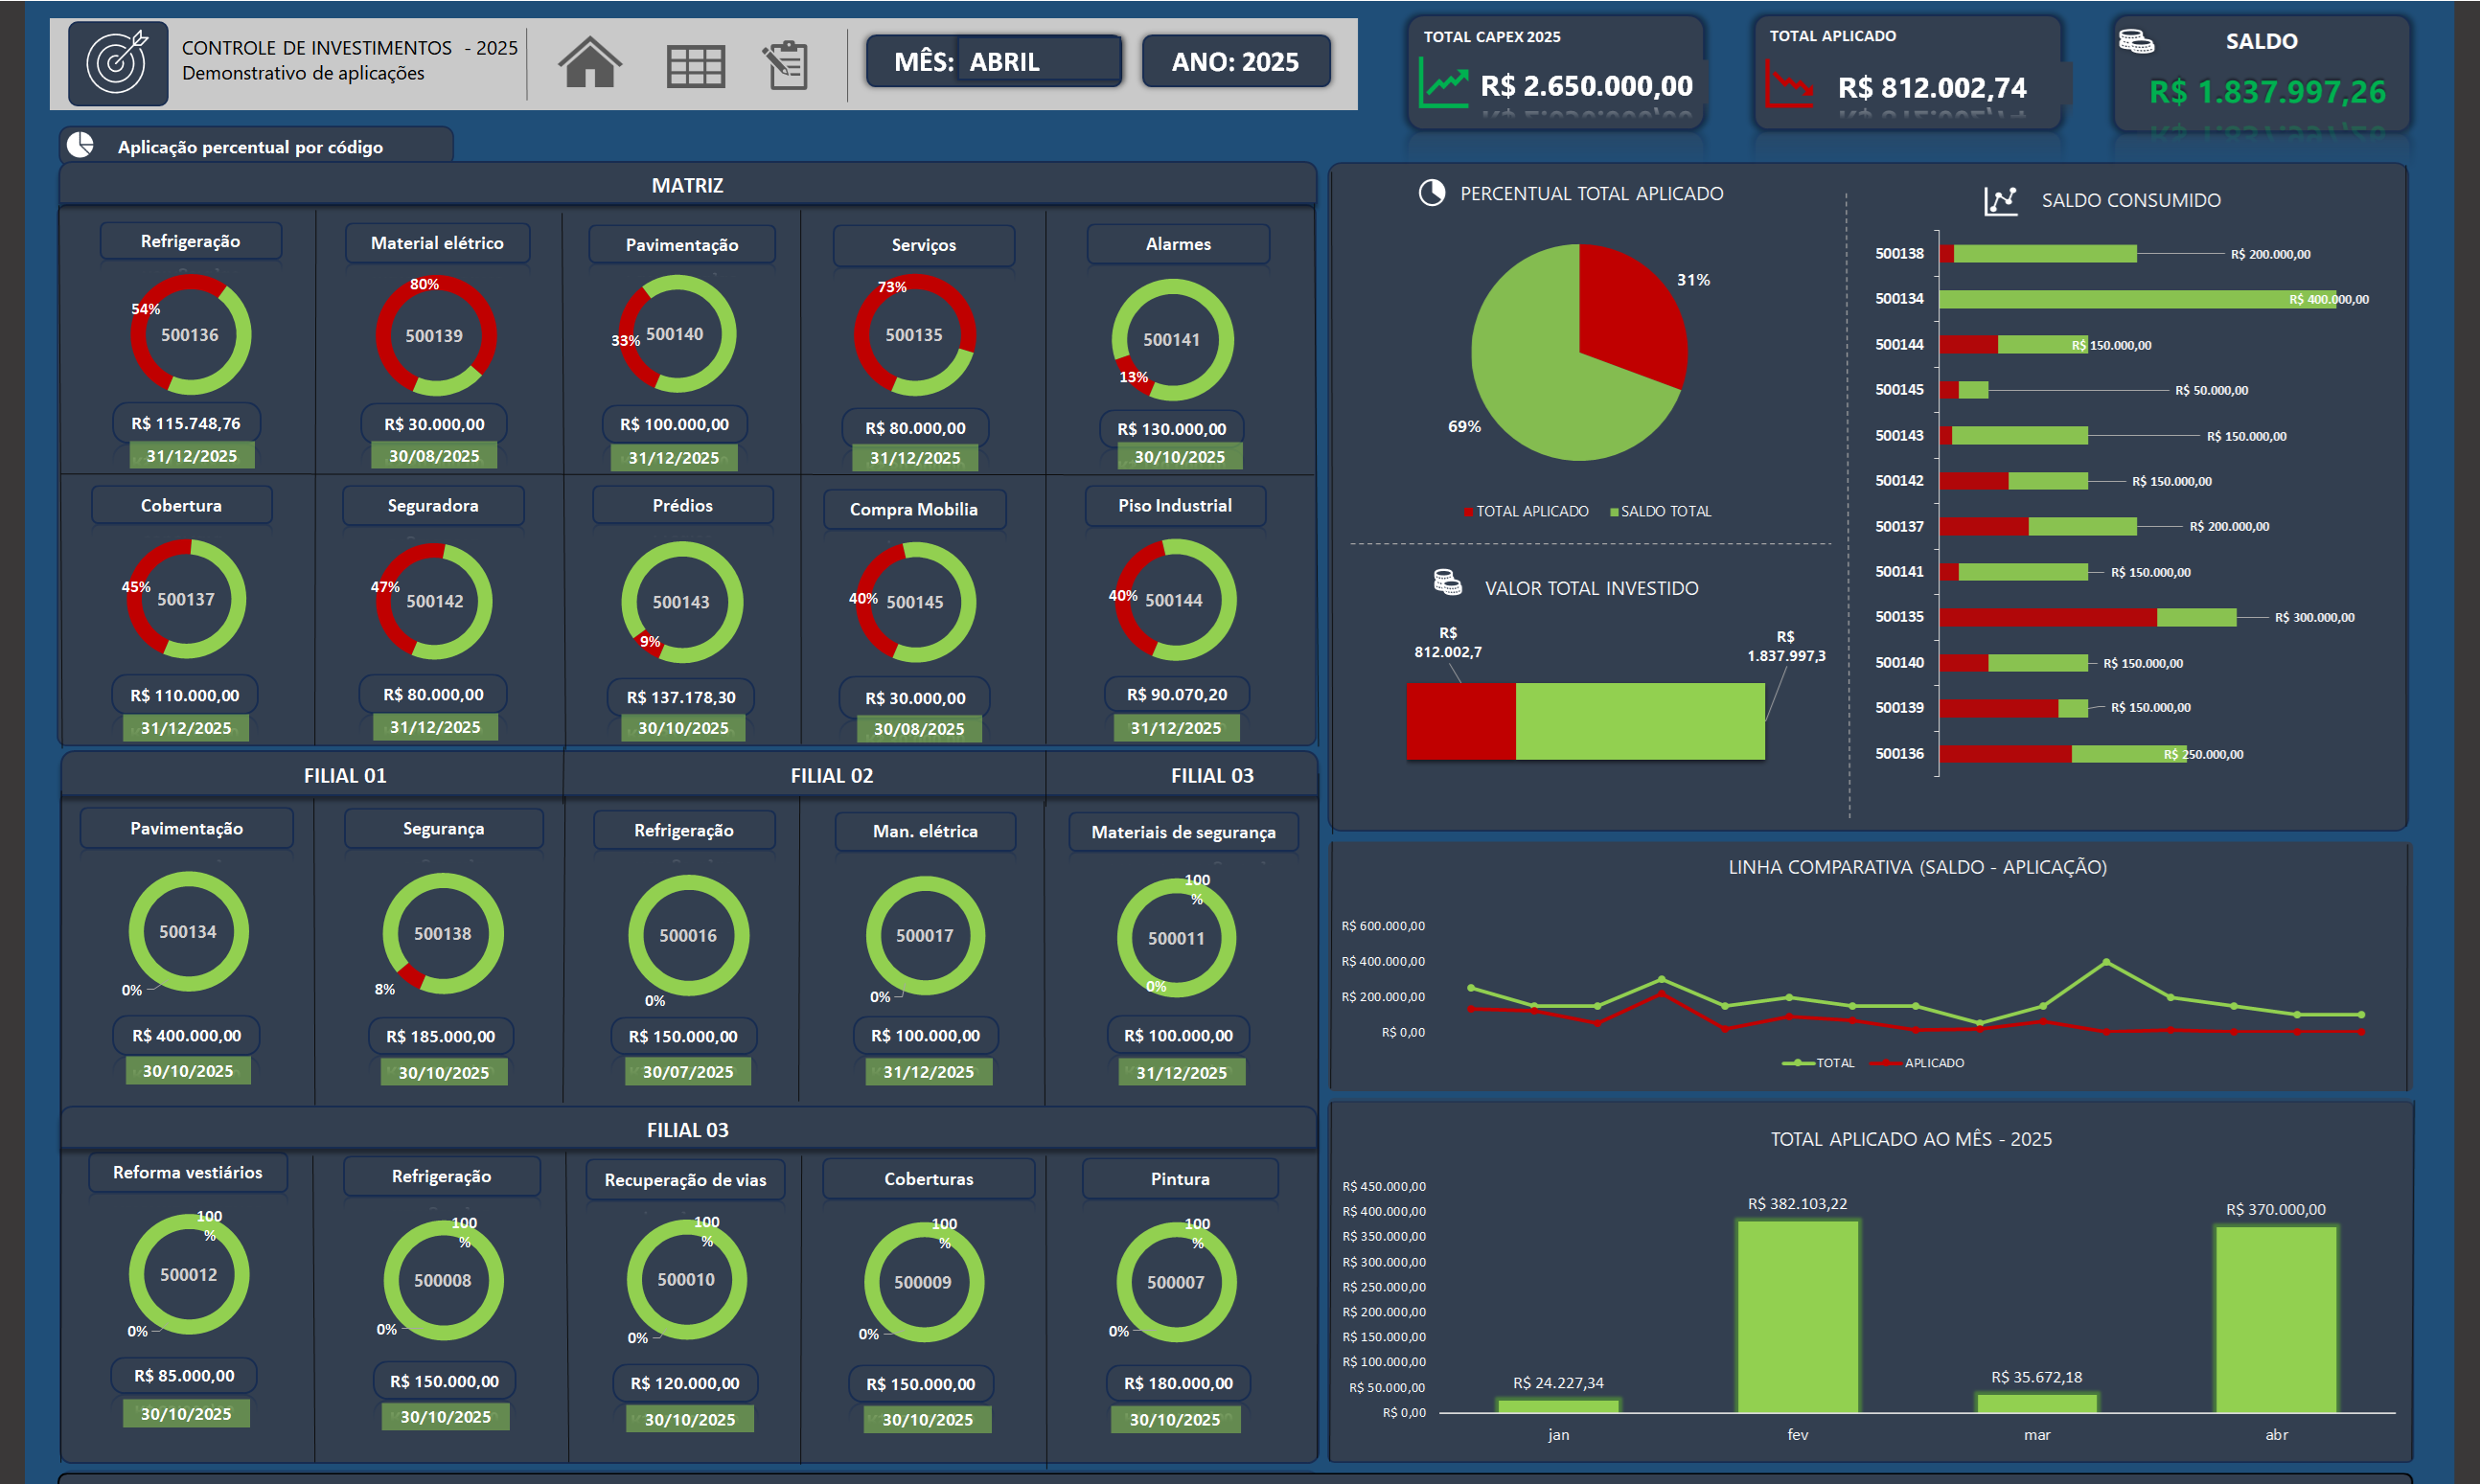 CONTROLE DE INVESTIMENTOS - 2025
Demonstrativo de aplicações
MÊS: ABRIL
ANO: 2025
TOTAL CAPEX 2025
R$ 2.650.000,00
TOTAL APLICADO
R$ 812.002,74
SALDO
R$ 1.837.997,26
Aplicação percentual por código
MATRIZ
Refrigeração
54%
500136
R$ 115.748,76
31/12/2025
Material elétrico
80%
500139
R$ 30.000,00
30/08/2025
Pavimentação
33%
500140
R$ 100.000,00
31/12/2025
Serviços
73%
500135
R$ 80.000,00
31/12/2025
Alarmes
500141
13%
R$ 130.000,00
30/10/2025
Cobertura
45%
500137
R$ 110.000,00
31/12/2025
Seguradora
47%
500142
R$ 80.000,00
31/12/2025
Prédios
500143
9%
R$ 137.178,30
30/10/2025
Compra Mobilia
40%
500145
R$ 30.000,00
30/08/2025
Piso Industrial
40%
500144
R$ 90.070,20
31/12/2025
FILIAL 01
FILIAL 02
FILIAL 03
Pavimentação
500134
0%
R$ 400.000,00
30/10/2025
Segurança
500138
8%
R$ 185.000,00
30/10/2025
Refrigeração
500016
0%
R$ 150.000,00
30/07/2025
Man. elétrica
500017
0%
R$ 100.000,00
31/12/2025
Materiais de segurança
100
%
500011
0%
R$ 100.000,00
31/12/2025
FILIAL 03
Reforma vestiários
100
%
500012
0%
R$ 85.000,00
30/10/2025
Refrigeração
100
%
500008
0%
R$ 150.000,00
30/10/2025
Recuperação de vias
100
%
500010
0%
R$ 120.000,00
30/10/2025
Coberturas
100
%
500009
0%
R$ 150.000,00
30/10/2025
Pintura
100
%
500007
0%
R$ 180.000,00
30/10/2025
PERCENTUAL TOTAL APLICADO
31%
69%
TOTAL APLICADO
SALDO TOTAL
VALOR TOTAL INVESTIDO
R$
812.002,7
R$
1.837.997,3
SALDO CONSUMIDO
500138 R$ 200.000,00
500134 R$ 400.000,00
500144 R$ 150.000,00
500145 R$ 50.000,00
500143 R$ 150.000,00
500142 R$ 150.000,00
500137 R$ 200.000,00
500141 R$ 150.000,00
500135 R$ 300.000,00
500140 R$ 150.000,00
500139 R$ 150.000,00
500136 R$ 250.000,00
LINHA COMPARATIVA (SALDO - APLICAÇÃO)
R$ 600.000,00
R$ 400.000,00
R$ 200.000,00
R$ 0,00
TOTAL
APLICADO
TOTAL APLICADO AO MÊS - 2025
R$ 450.000,00
R$ 400.000,00
R$ 350.000,00
R$ 300.000,00
R$ 250.000,00
R$ 200.000,00
R$ 150.000,00
R$ 100.000,00
R$ 50.000,00
R$ 0,00
R$ 24.227,34
R$ 382.103,22
R$ 35.672,18
R$ 370.000,00
jan
fev
mar
abr